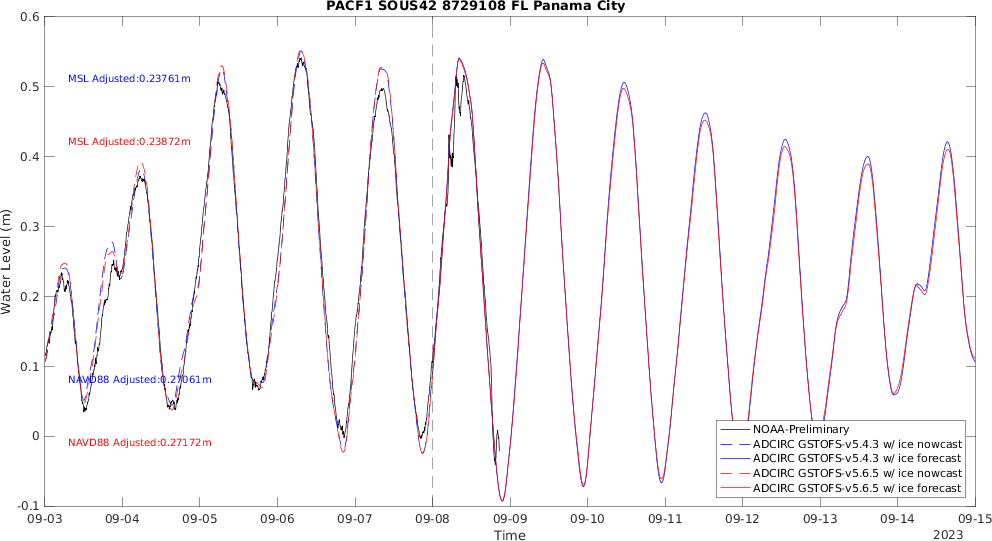 PACF1 SOUS42 8729108 FL Panama City
Water Level (m)
0.6
0.5
0.4
0.3
0.2
0.1
0
-0.1
MSL Adjusted:0.23761m
MSL Adjusted:0.23872m
NAVD88 Adjusted:0.27061m
NAVD88 Adjusted:0.27172m
NOAA-Preliminary
ADCIRC GSTOFS-v5.4.3 w/ ice nowcast
ADCIRC GSTOFS-v5.4.3 w/ ice forecast
ADCIRC GSTOFS-v5.6.5 w/ ice nowcast
ADCIRC GSTOFS-v5.6.5 w/ ice forecast
09-03 09-04 09-05 09-06 09-07 09-08 09-09 09-10 09-11 09-12 09-13 09-14 09-15
Time
2023